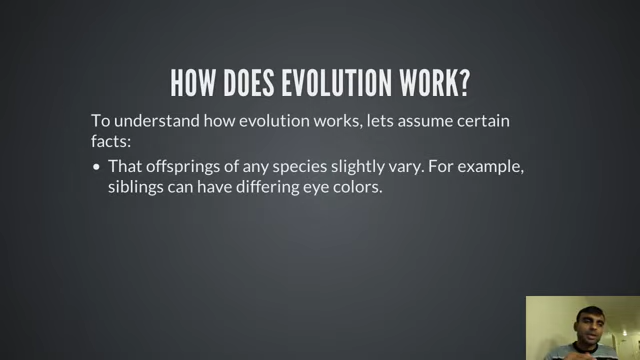 HOW DOES EVOLUTION WORK?
To understand how evolution works, lets assume certain
facts:
• That offsprings of any species slightly vary. For example,
siblings can have differing eye colors.